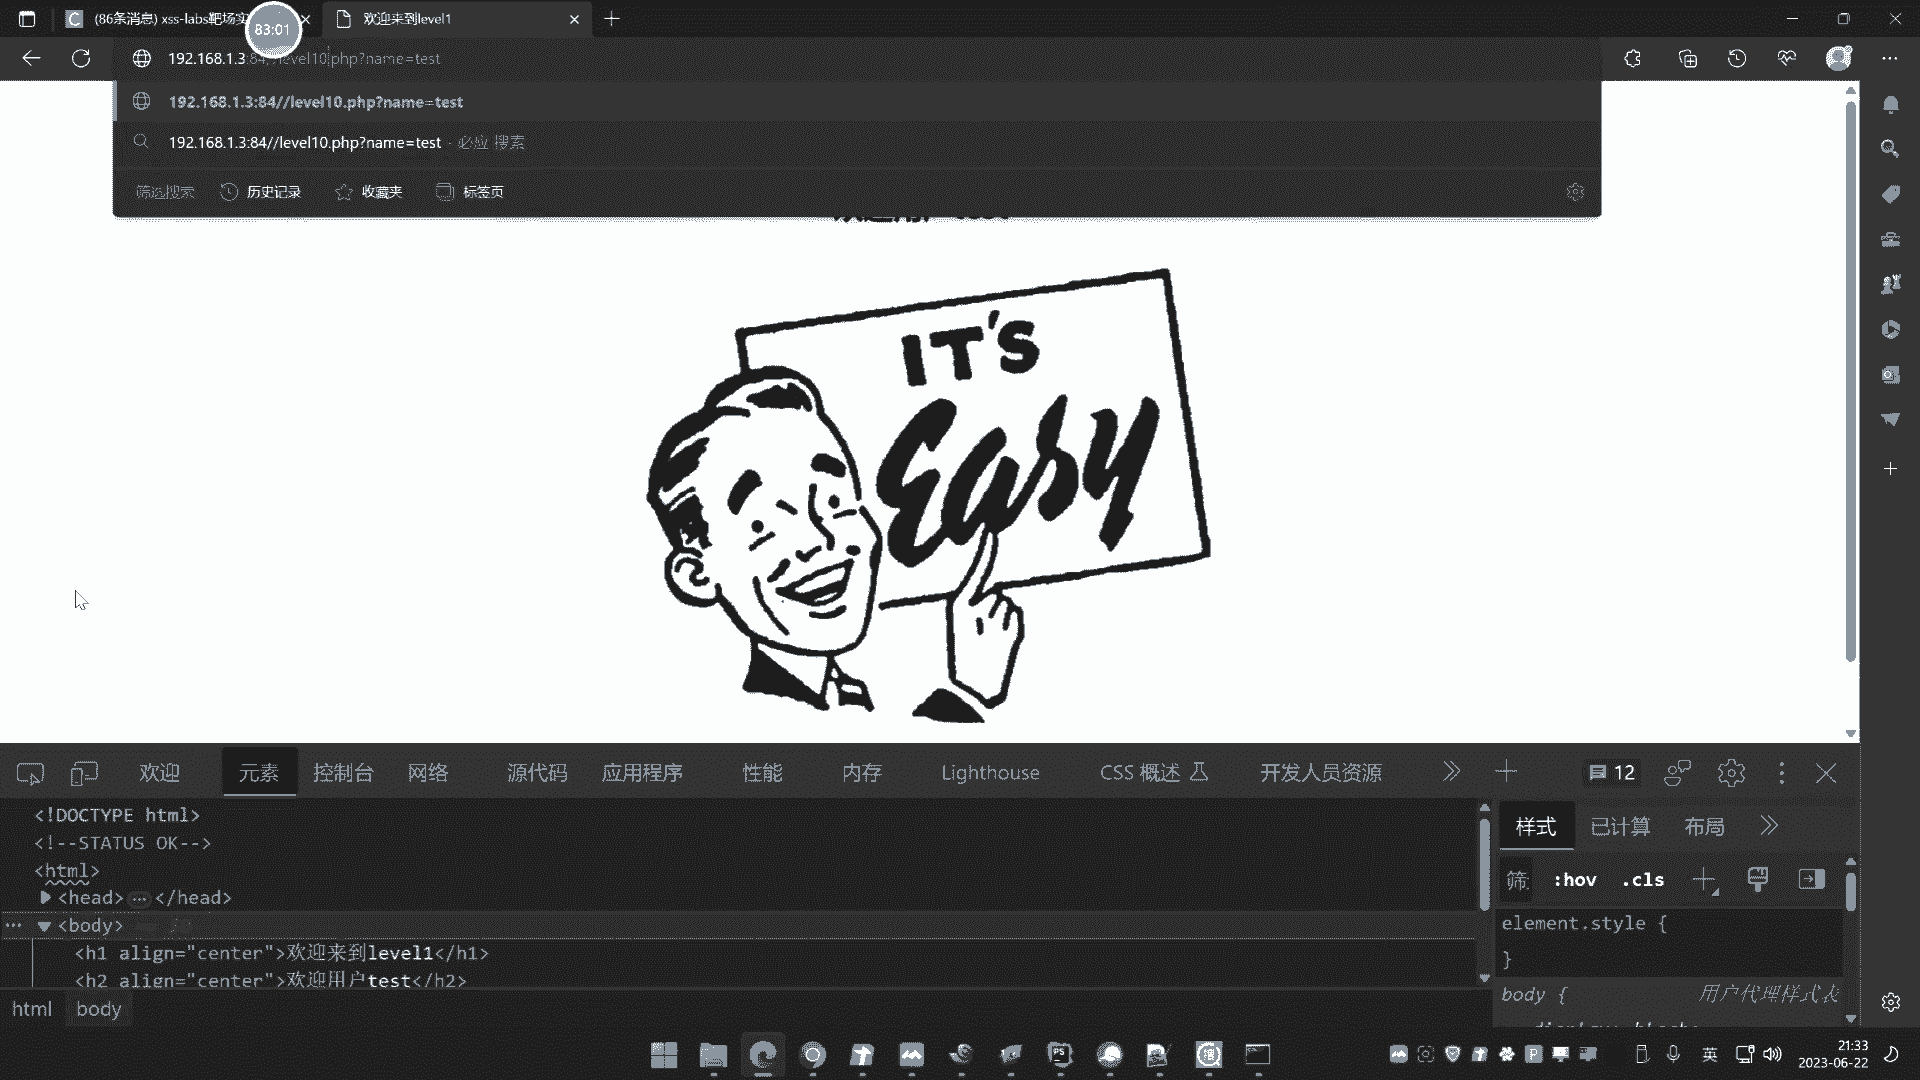 (86条消息) xss-labs靶场实
83:01
欢迎来到level1
192.168.1.3:84//level10.php?name=test
192.168.1.3:84//level10.php?name=test
192.168.1.3:84//level10.php?name=test - 必应 搜索
筛选搜索 历史记录 收藏夹 标签页
IT'S
Easy
欢迎 元素 控制台 网络 源代码 应用程序 性能 内存 Lighthouse CSS 概述 开发人员资源 12
<!DOCTYPE html>
<!--STATUS OK-->
<html>
<head> … </head>
<body>
<h1 align="center">欢迎来到level1</h1>
<h2 align="center">欢迎用户test</h2>
html body
样式 已计算 布局
筛 :hov .cls
element.style {
}
body { 用户代理样式表
英
21:33
2023-06-22